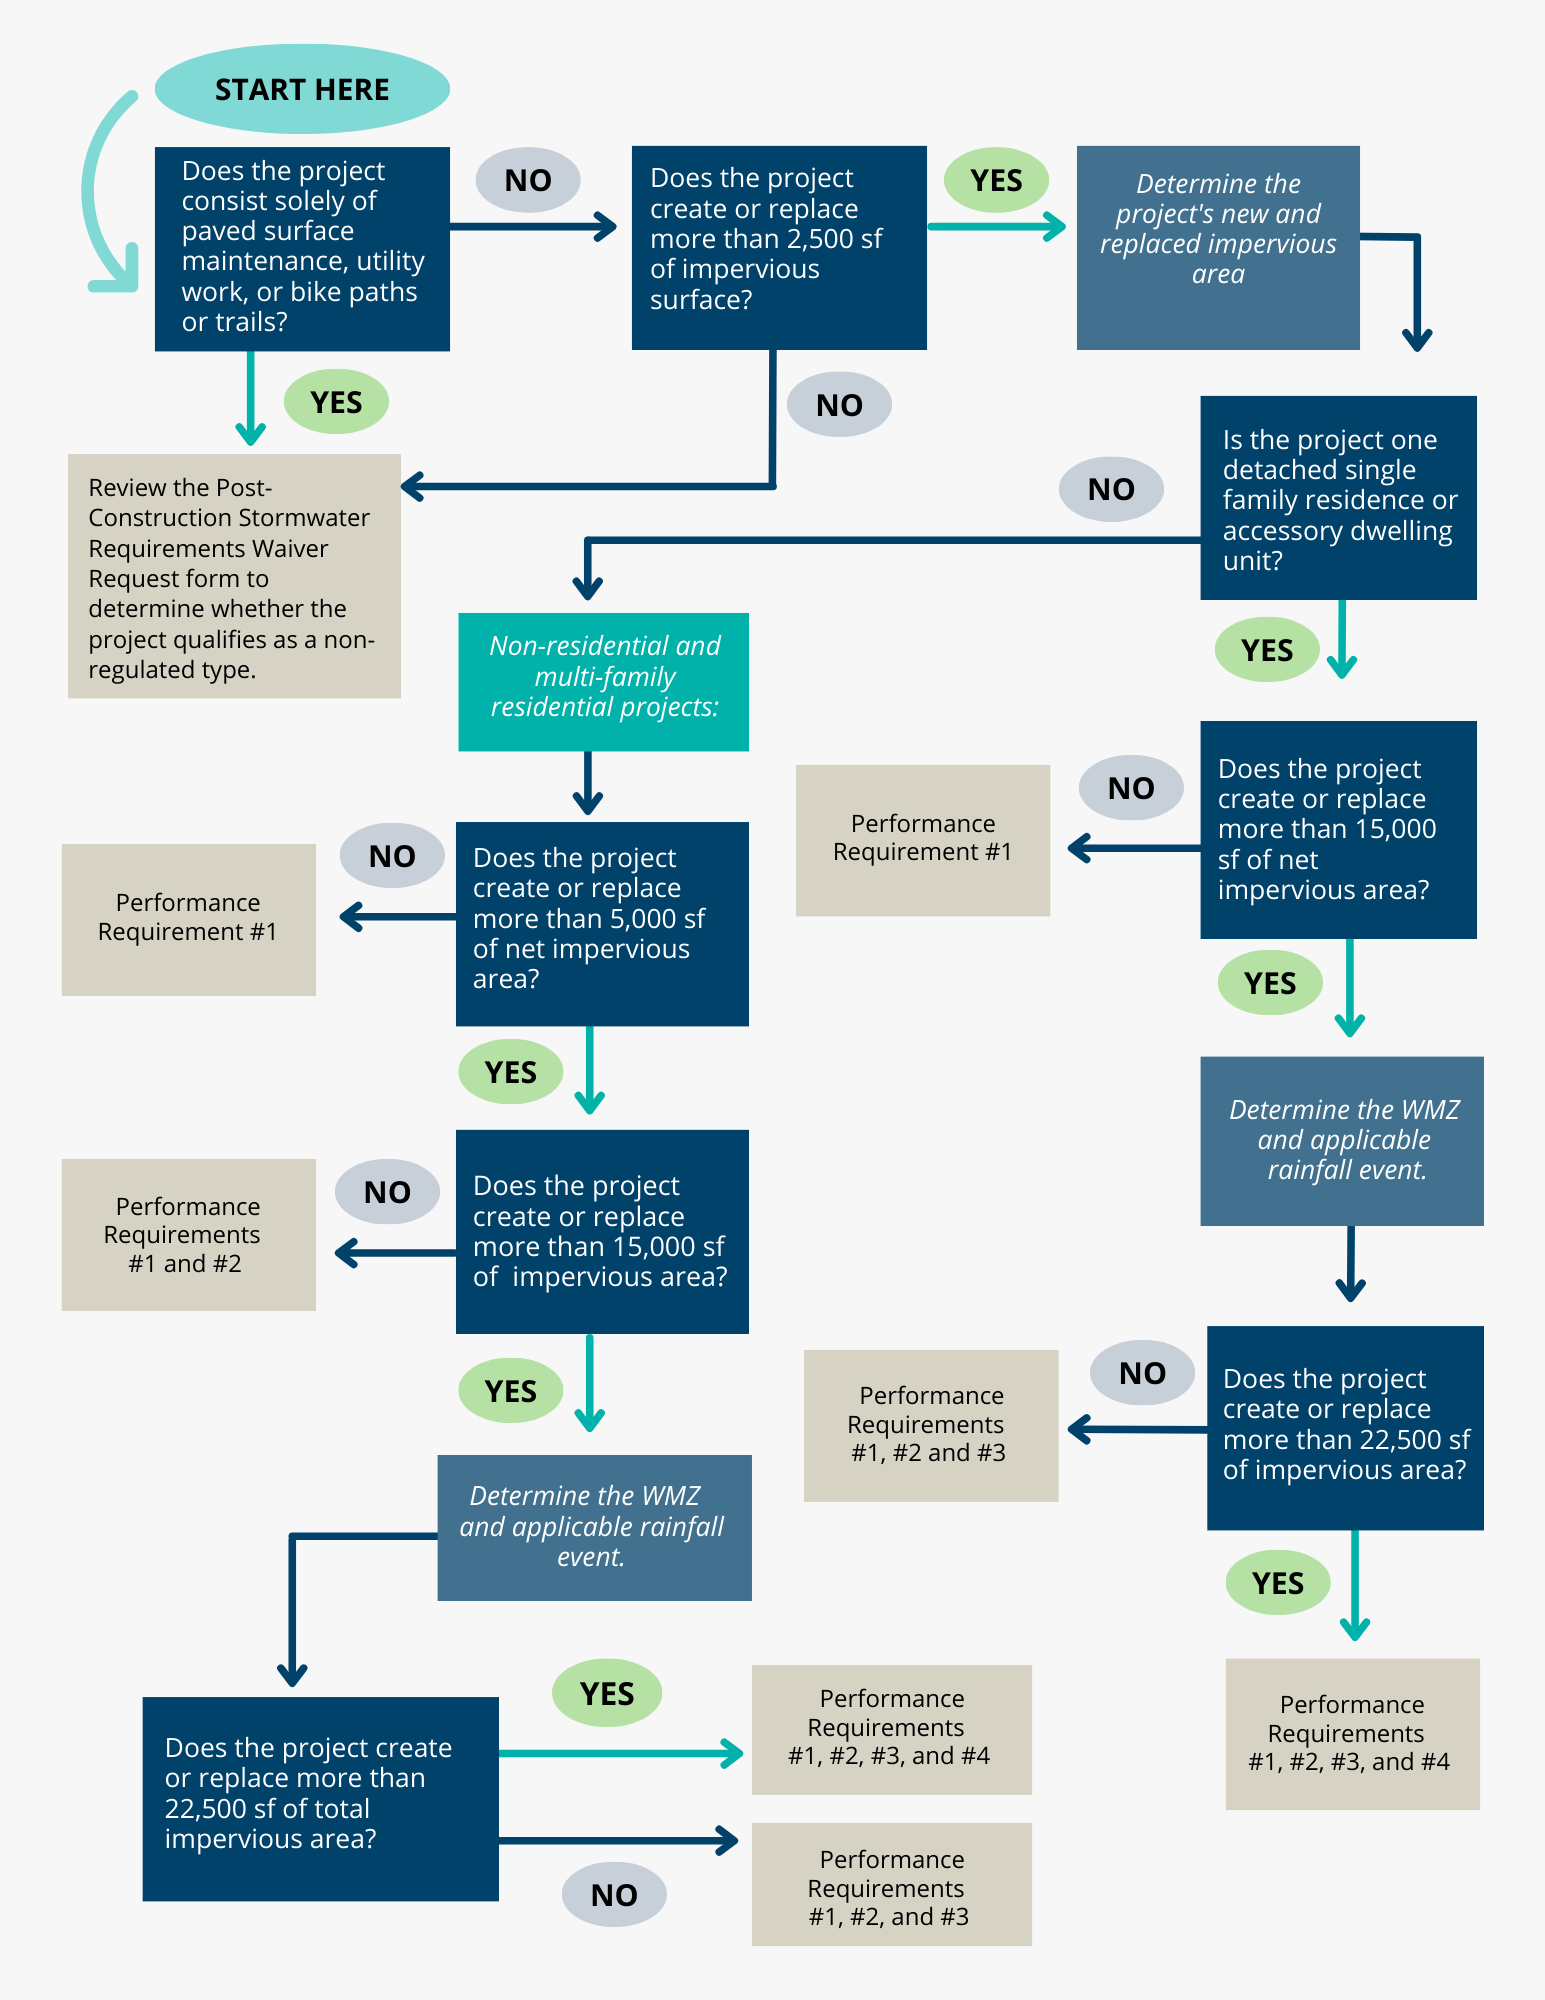 START HERE
Does the project
consist solely of
paved surface
maintenance, utility
work, or bike paths
or trails?
NO
Does the project
create or replace
more than 2,500 sf
of impervious
surface?
YES
Determine the
project's new and
replaced impervious
area
YES
NO
Review the Post-
Construction Stormwater
Requirements Waiver
Request form to
determine whether the
project qualifies as a non-
regulated type.
Is the project one
detached single
family residence or
accessory dwelling
unit?
NO
YES
Non-residential and
multi-family
residential projects:
Does the project
create or replace
more than 15,000
sf of net
impervious area?
NO
Performance
Requirement #1
YES
Does the project
create or replace
more than 5,000 sf
of net impervious
area?
NO
Performance
Requirement #1
YES
Determine the WMZ
and applicable
rainfall event.
Does the project
create or replace
more than 15,000 sf
of  impervious area?
NO
Performance
Requirements
#1 and #2
YES
Does the project
create or replace
more than 22,500 sf
of impervious area?
NO
Performance
Requirements
#1, #2 and #3
YES
Performance
Requirements
#1, #2, #3, and #4
Determine the WMZ
and applicable rainfall
event.
Does the project create
or replace more than
22,500 sf of total
impervious area?
YES
Performance
Requirements
#1, #2, #3, and #4
NO
Performance
Requirements
#1, #2, and #3